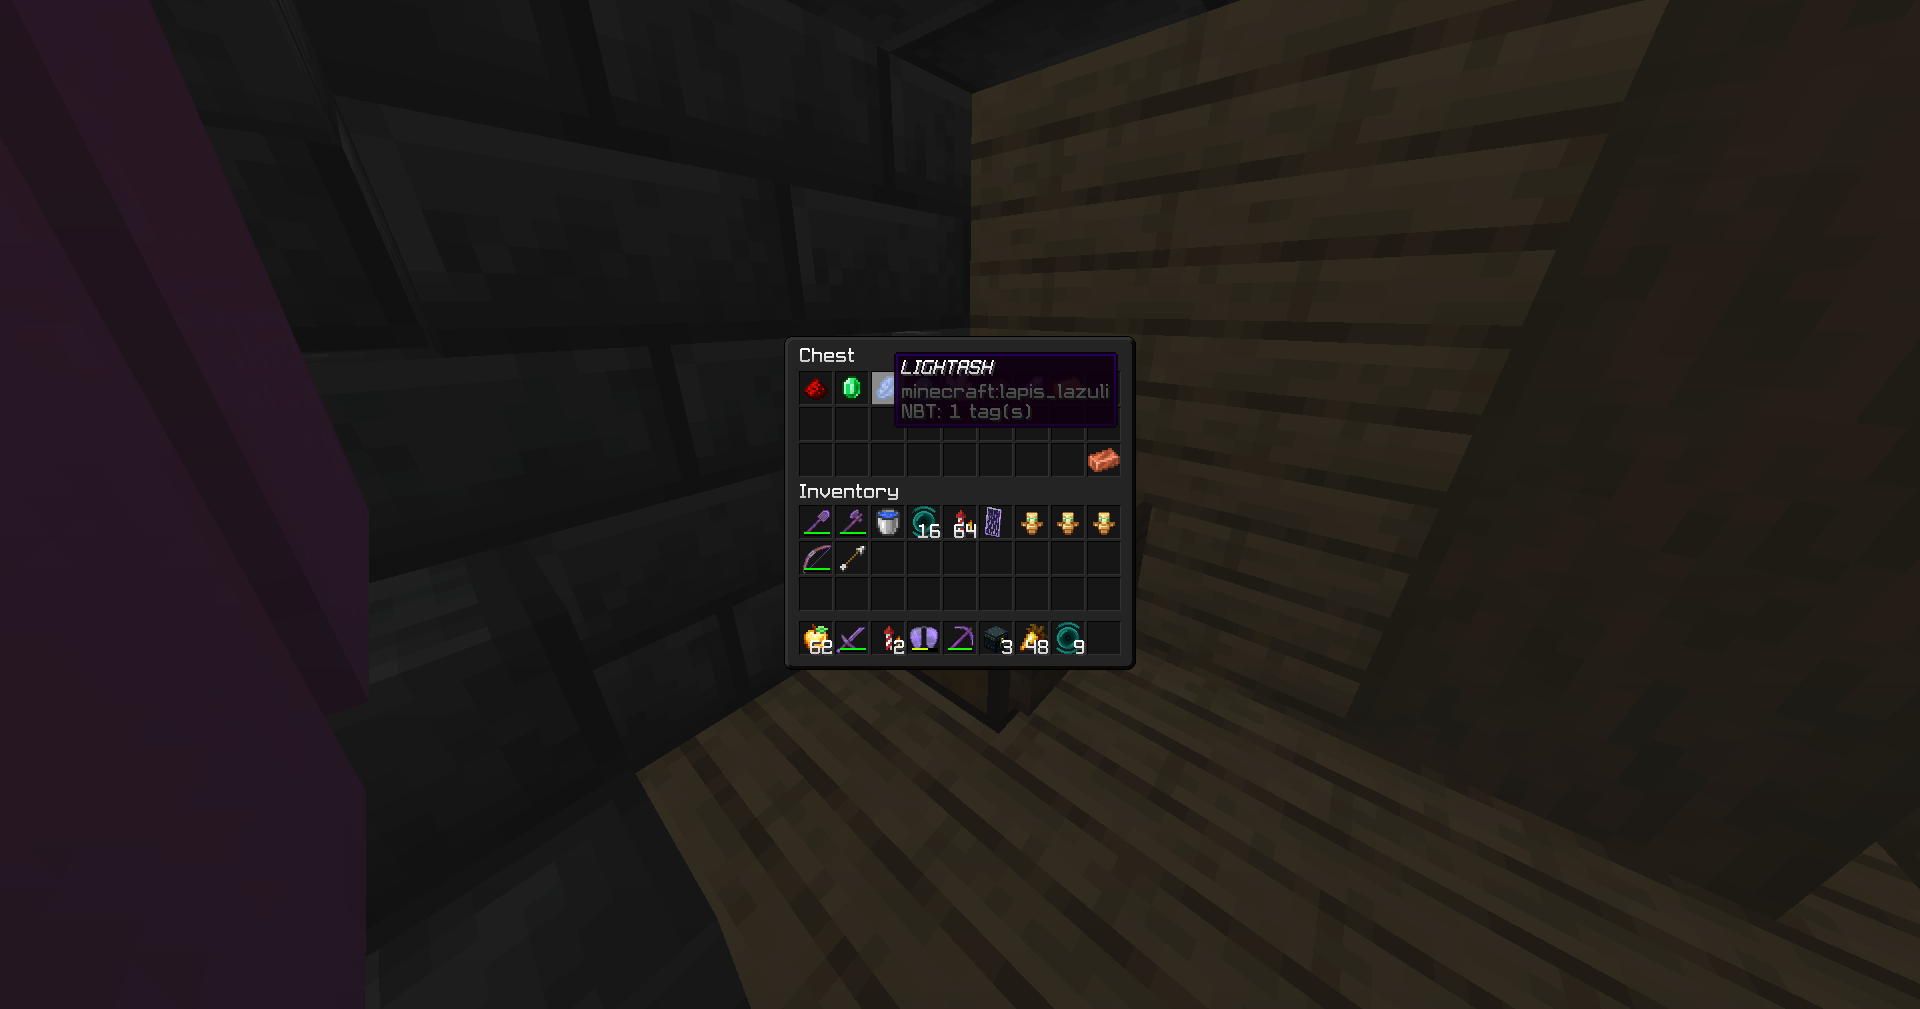 Chest
LIGHTASH
minecraft:lapis_lazuli
NBT: 1 tag(s)
Inventory
16 64
62 2 3 48 9